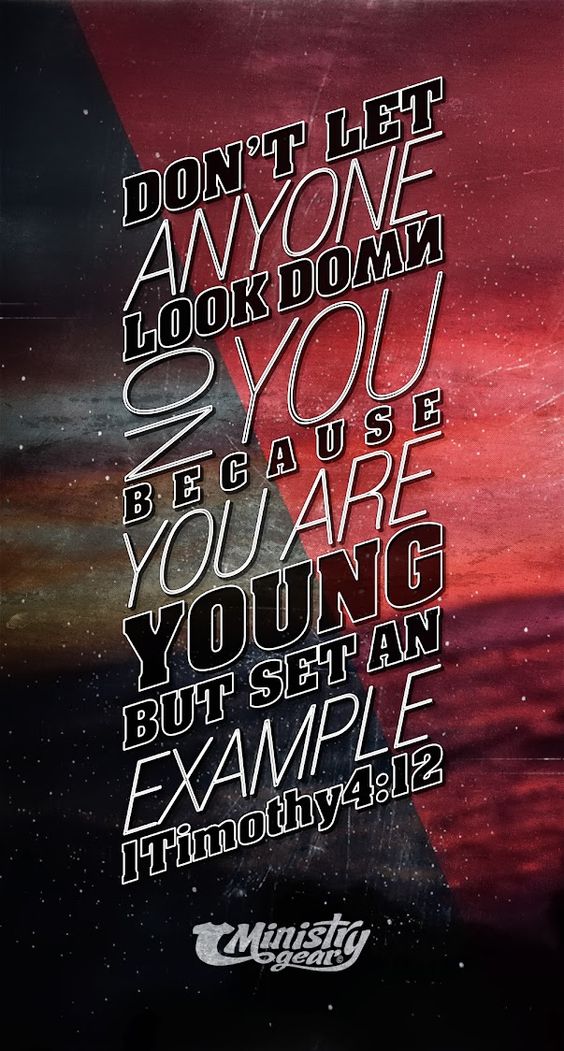 DON'T LET
ANYONE
LOOK DOWN
ON YOU
BECAUSE
YOU ARE
YOUNG
BUT SET AN
EXAMPLE
1Timothy4:12
Ministry
gear©